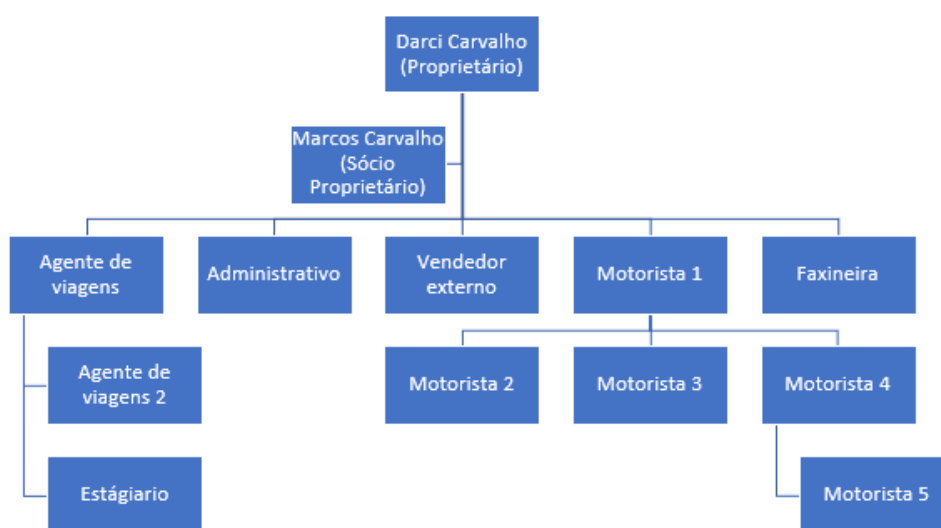 Darci Carvalho
(Proprietário)
Marcos Carvalho
(Sócio
Proprietário)
Agente de
viagens
Administrativo
Vendedor
externo
Motorista 1
Faxineira
Agente de
viagens 2
Motorista 2
Motorista 3
Motorista 4
Estágiario
Motorista 5